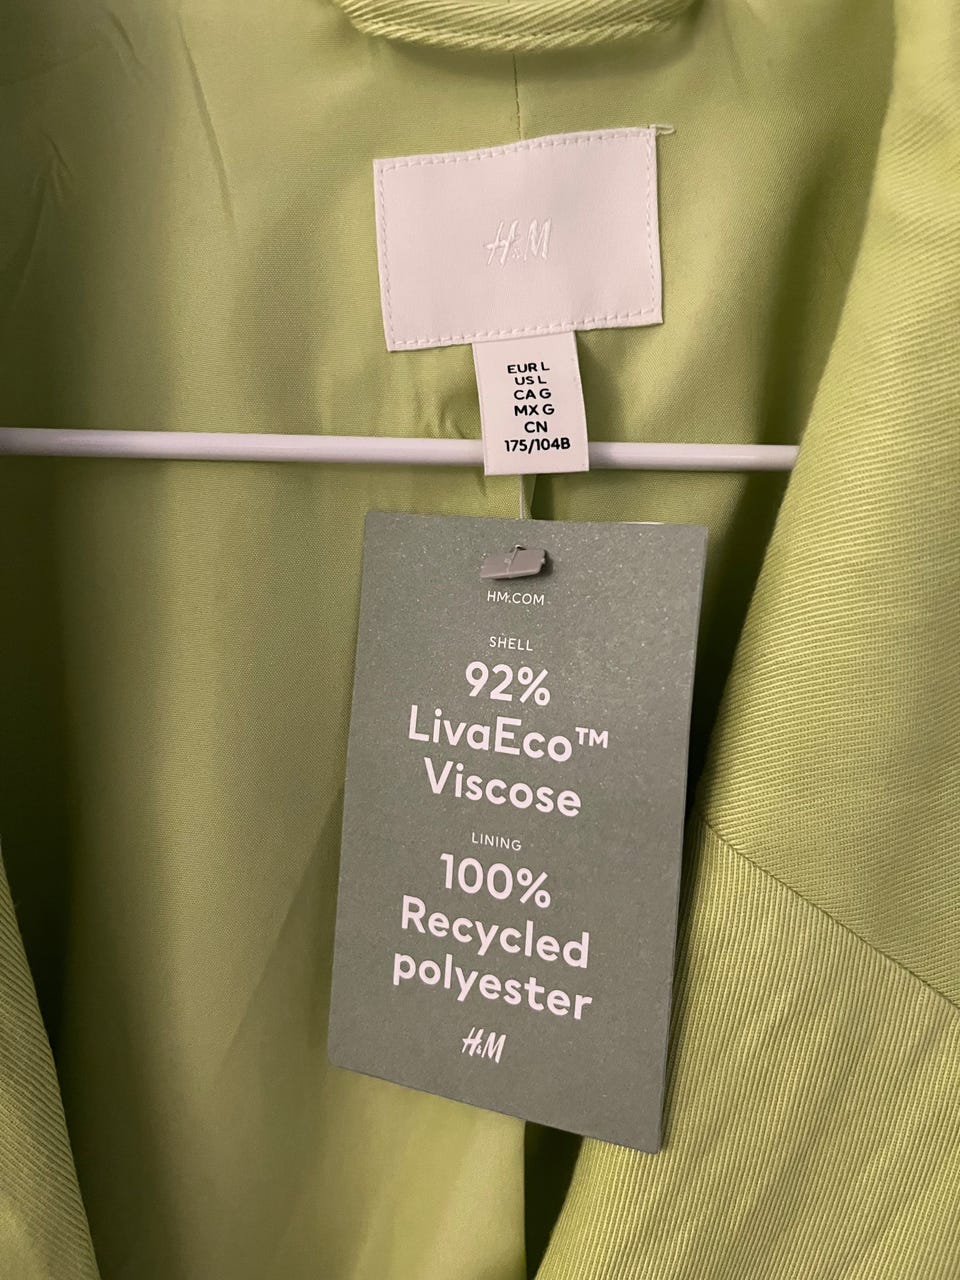 H&M
EUR L
US L
CA G
MX G
CN
175/104B
HM.COM
SHELL
92%
LivaEco™
Viscose
LINING
100%
Recycled
polyester
H&M